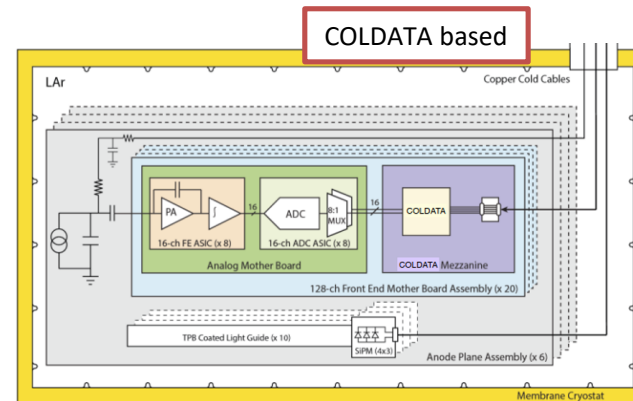 COLDATA based
LAr
Copper Cold Cables
PA
∫
16
ADC
8:1
MUX
16
COLDATA
16-ch FE ASIC (x 8)
16-ch ADC ASIC (x 8)
Analog Mother Board
COLDATA Mezzanine
128-ch Front End Mother Board Assembly (x 20)
TPB Coated Light Guide (x 10)
SiPM (4x3)
Anode Plane Assembly (x 6)
Membrane Cryostat